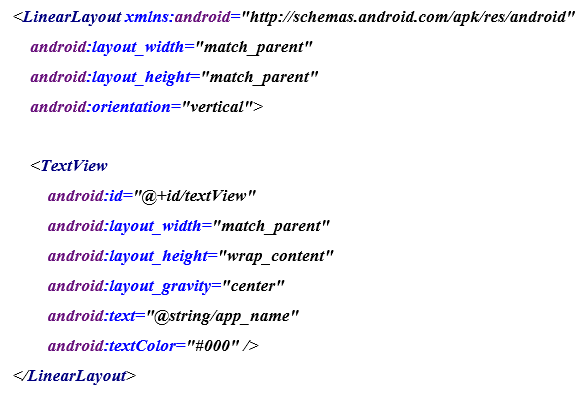 <LinearLayout xmlns:android="http://schemas.android.com/apk/res/android"
android:layout_width="match_parent"
android:layout_height="match_parent"
android:orientation="vertical">
<TextView
android:id="@+id/textView"
android:layout_width="match_parent"
android:layout_height="wrap_content"
android:layout_gravity="center"
android:text="@string/app_name"
android:textColor="#000" />
</LinearLayout>